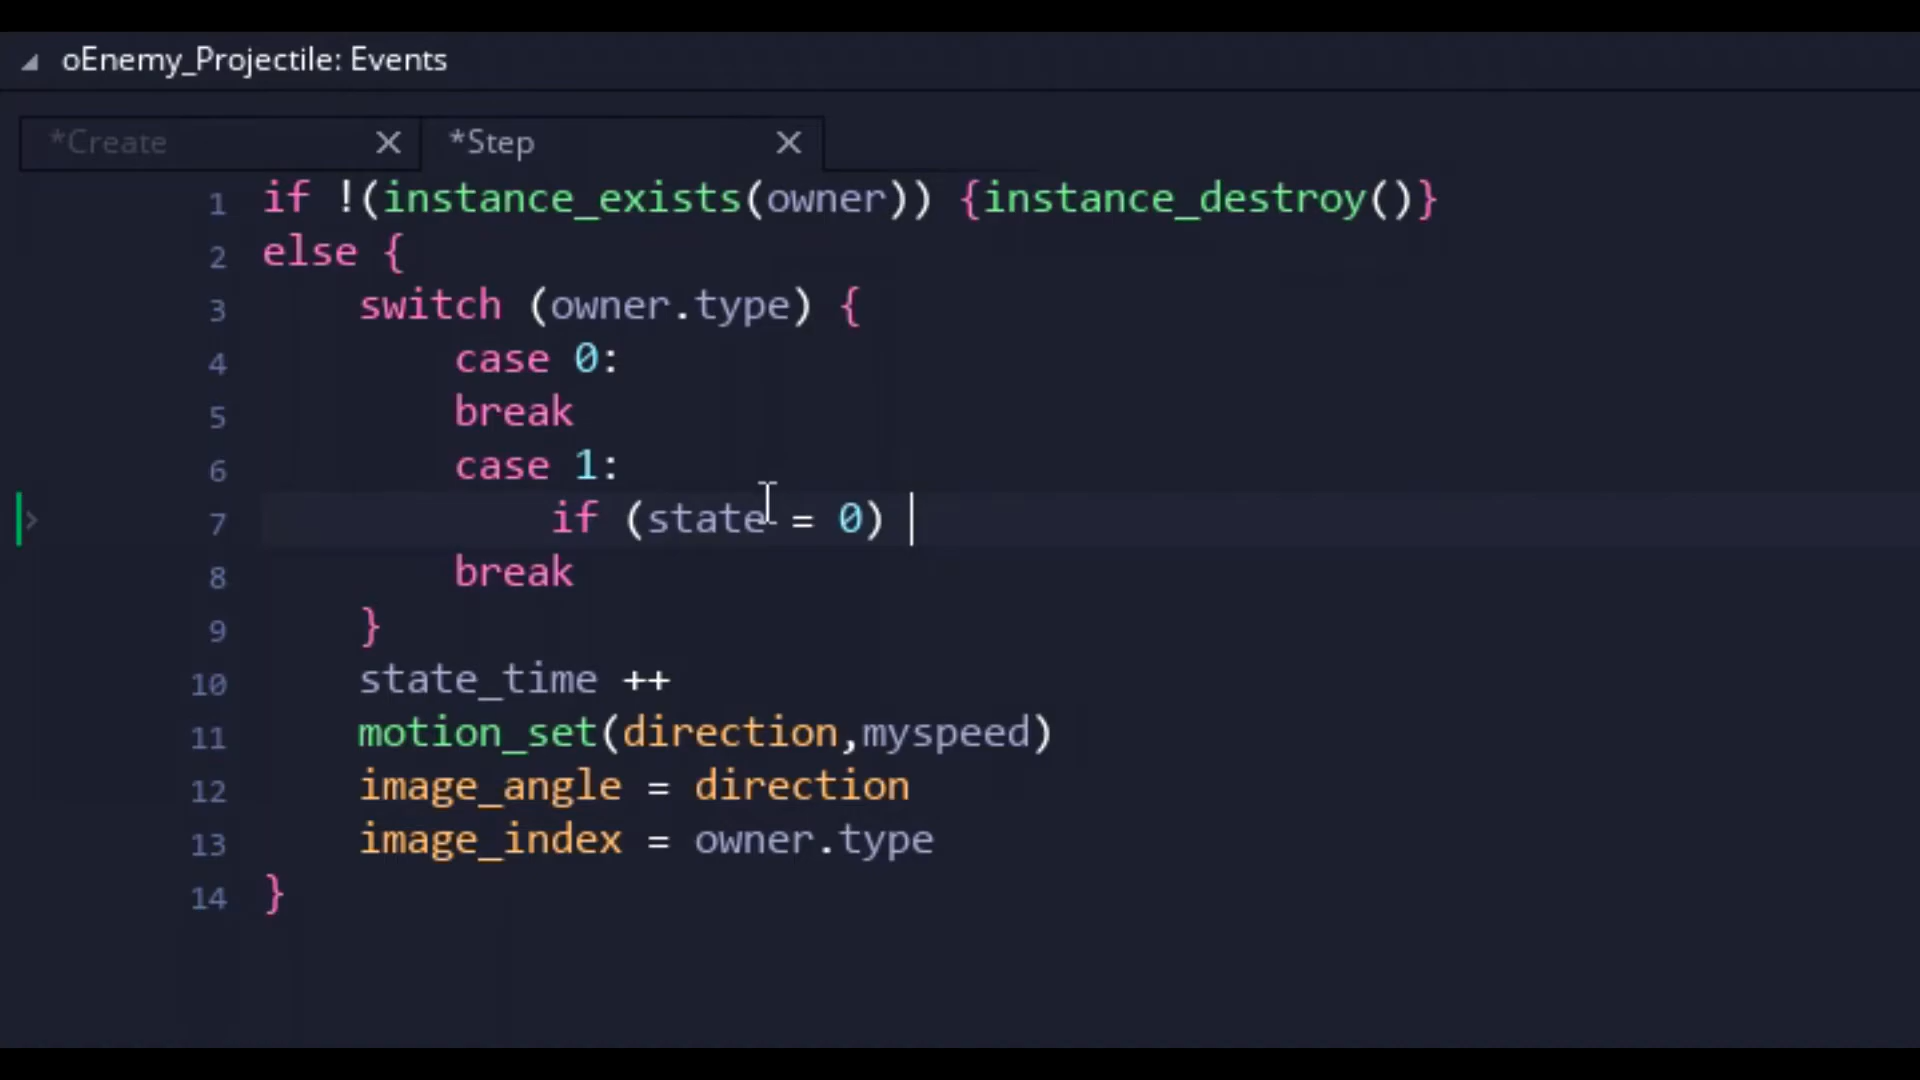 oEnemy_Projectile: Events
*Create
*Step
1 if !(instance_exists(owner)) {instance_destroy()}
2 else {
3 switch (owner.type) {
4 case 0:
5 break
6 case 1:
7 if (state = 0)
8 break
9 }
10 state_time ++
11 motion_set(direction,myspeed)
12 image_angle = direction
13 image_index = owner.type
14 }